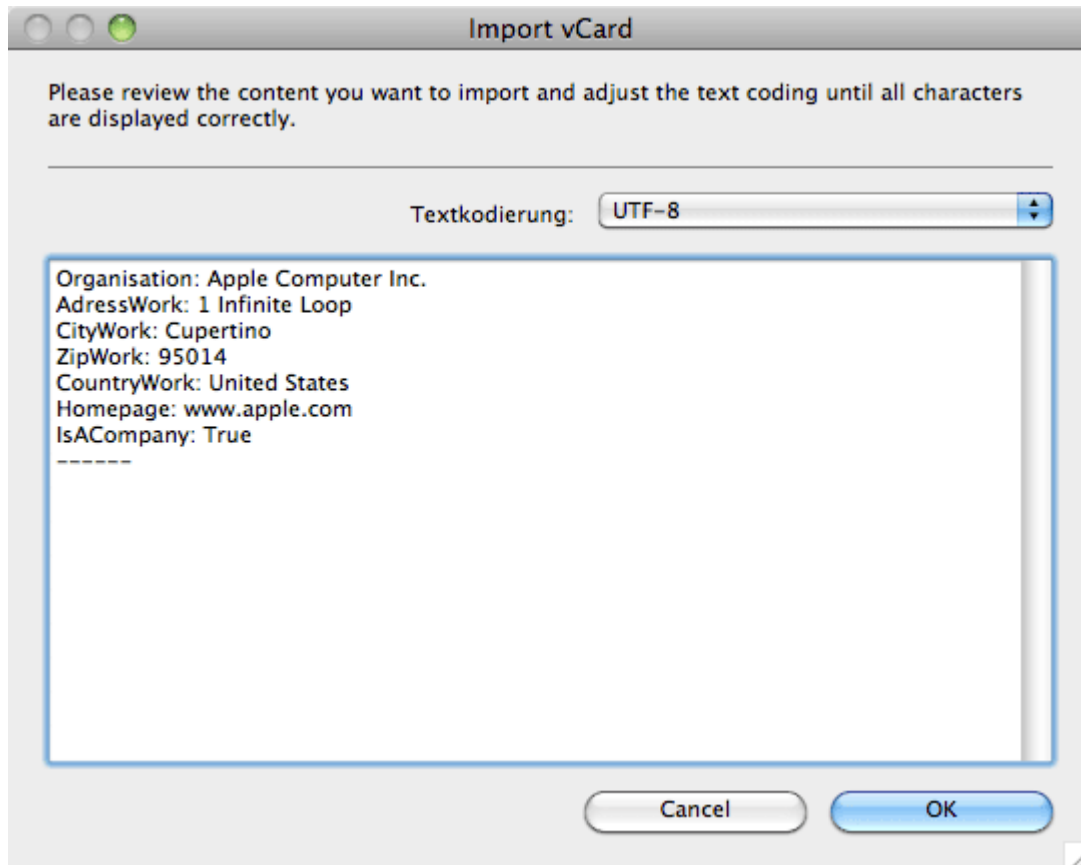 Import vCard
Please review the content you want to import and adjust the text coding until all characters
are displayed correctly.
Textkodierung: UTF-8
Organisation: Apple Computer Inc.
AdressWork: 1 Infinite Loop
CityWork: Cupertino
ZipWork: 95014
CountryWork: United States
Homepage: www.apple.com
IsACompany: True
------
Cancel OK